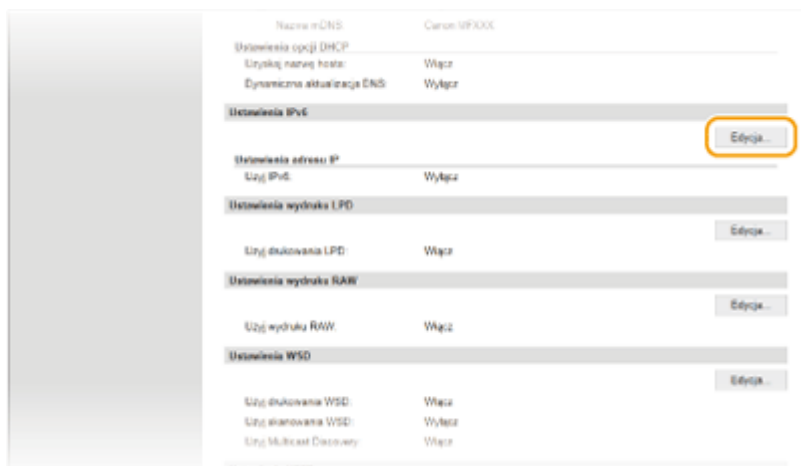 Nazwa mDNS: Canon MFXXX
Ustawienia opcji DHCP
Uzyskaj nazwę hosta: Włącz
Dynamiczna aktualizacja DNS: Wyłącz
Ustawienia IPv6
Edycja...
Ustawienia adresu IP
Użyj IPv6: Wyłącz
Ustawienia wydruku LPD
Edycja...
Użyj drukowania LPD: Włącz
Ustawienia wydruku RAW
Edycja...
Użyj wydruku RAW: Włącz
Ustawienia WSD
Edycja...
Użyj drukowania WSD: Włącz
Użyj skanowania WSD: Wyłącz
Użyj Multicast Discovery: Włącz